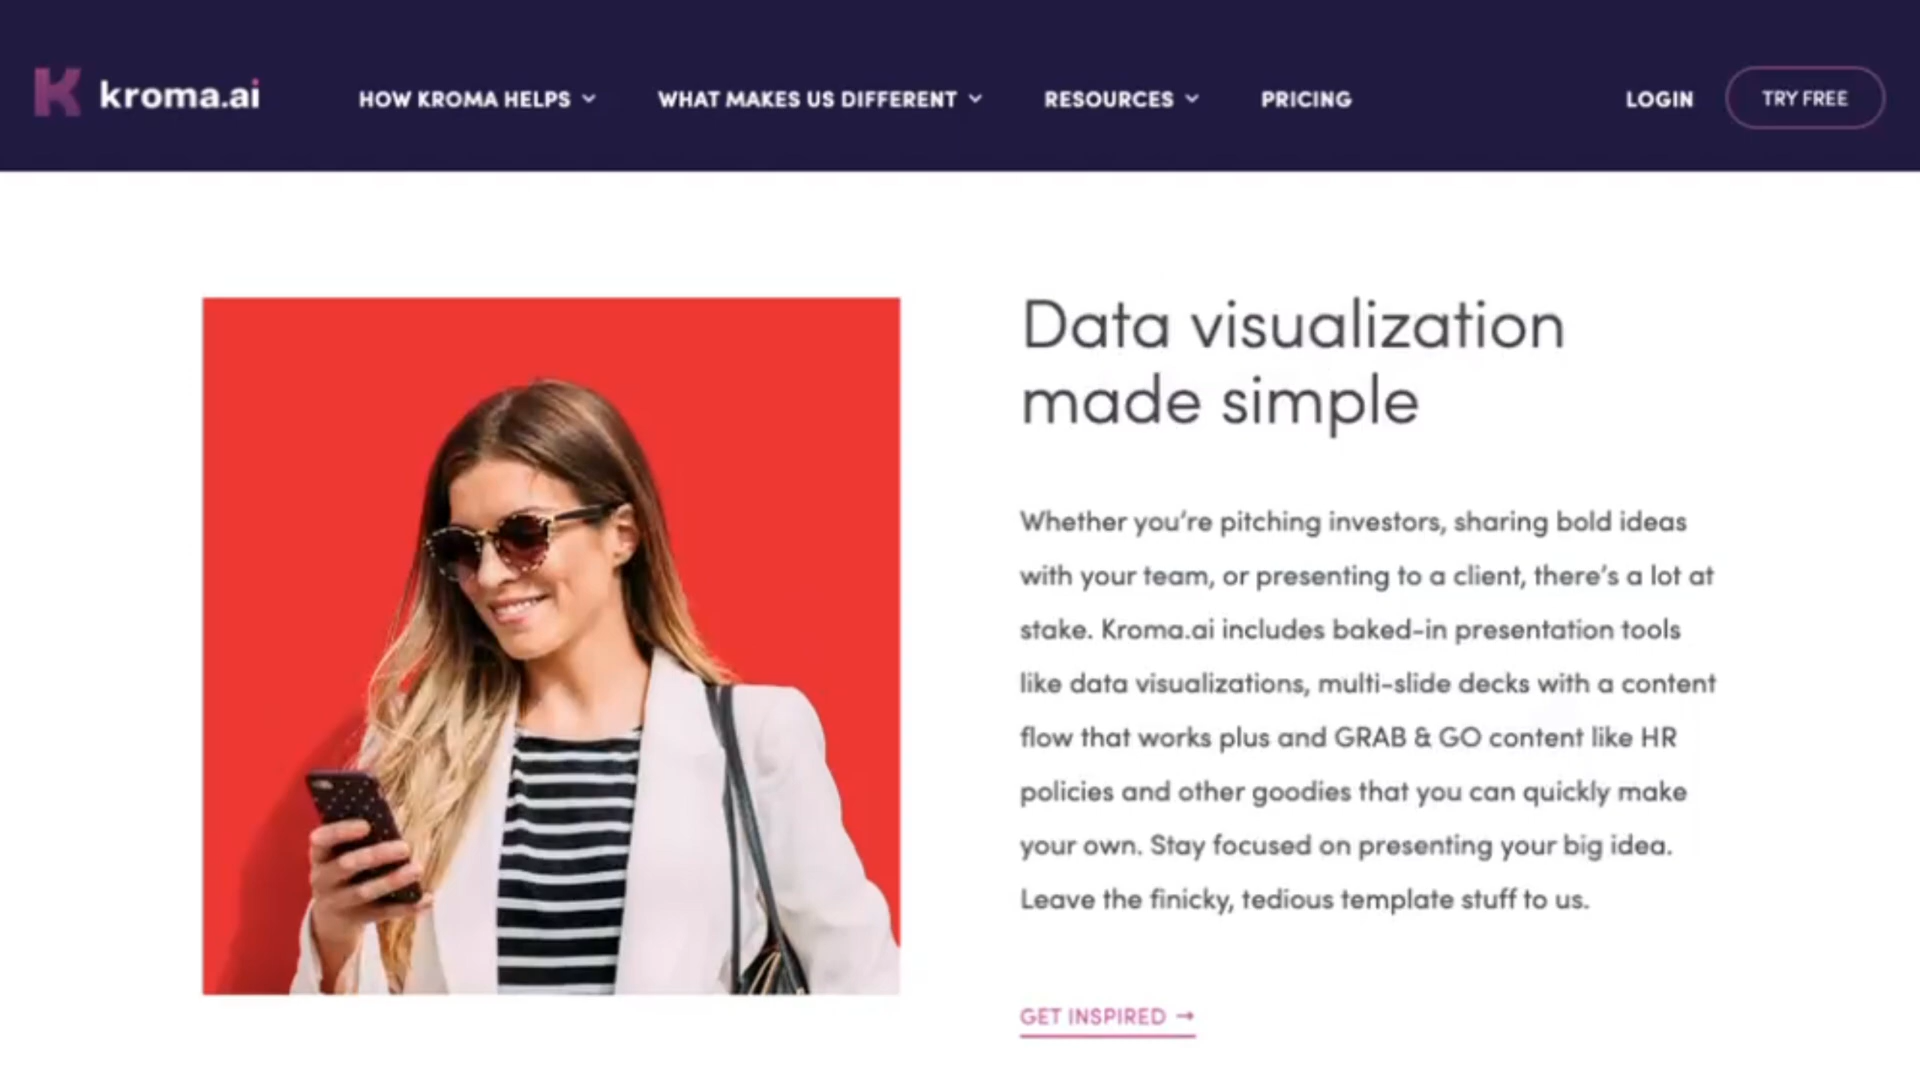 kroma.ai
HOW KROMA HELPS
WHAT MAKES US DIFFERENT
RESOURCES
PRICING
LOGIN
TRY FREE
Data visualization
made simple
Whether you’re pitching investors, sharing bold ideas
with your team, or presenting to a client, there’s a lot at
stake. Kroma.ai includes baked-in presentation tools
like data visualizations, multi-slide decks with a content
flow that works plus and GRAB & GO content like HR
policies and other goodies that you can quickly make
your own. Stay focused on presenting your big idea.
Leave the finicky, tedious template stuff to us.
GET INSPIRED →